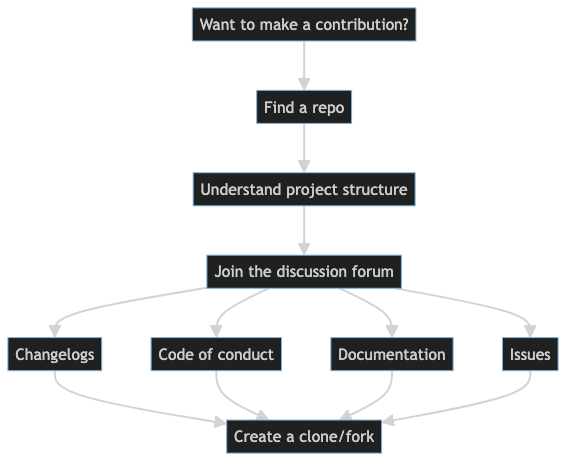 Want to make a contribution?
Find a repo
Understand project structure
Join the discussion forum
Changelogs
Code of conduct
Documentation
Issues
Create a clone/fork